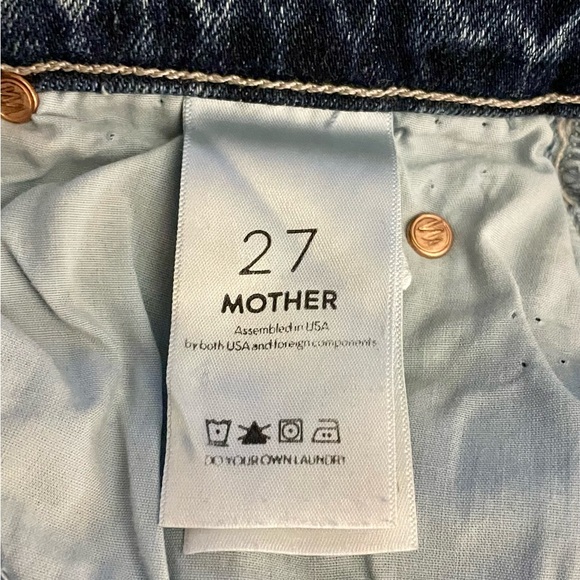 27
MOTHER
Assembled in USA
by both USA and foreign components
DO YOUR OWN LAUNDRY